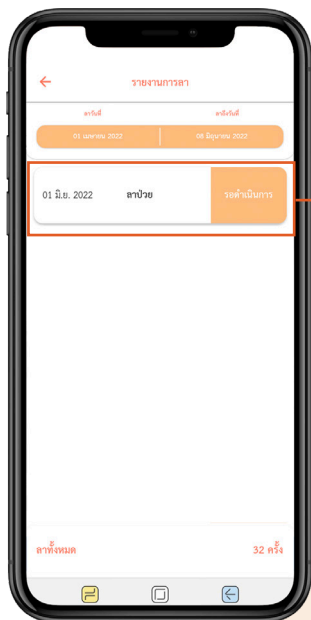 รายงานการลา
ลาวันที่ ลาถึงวันที่
01 เมษายน 2022 08 มิถุนายน 2022
01 มิ.ย. 2022 ลาป่วย รอดำเนินการ
ลาทั้งหมด 32 ครั้ง